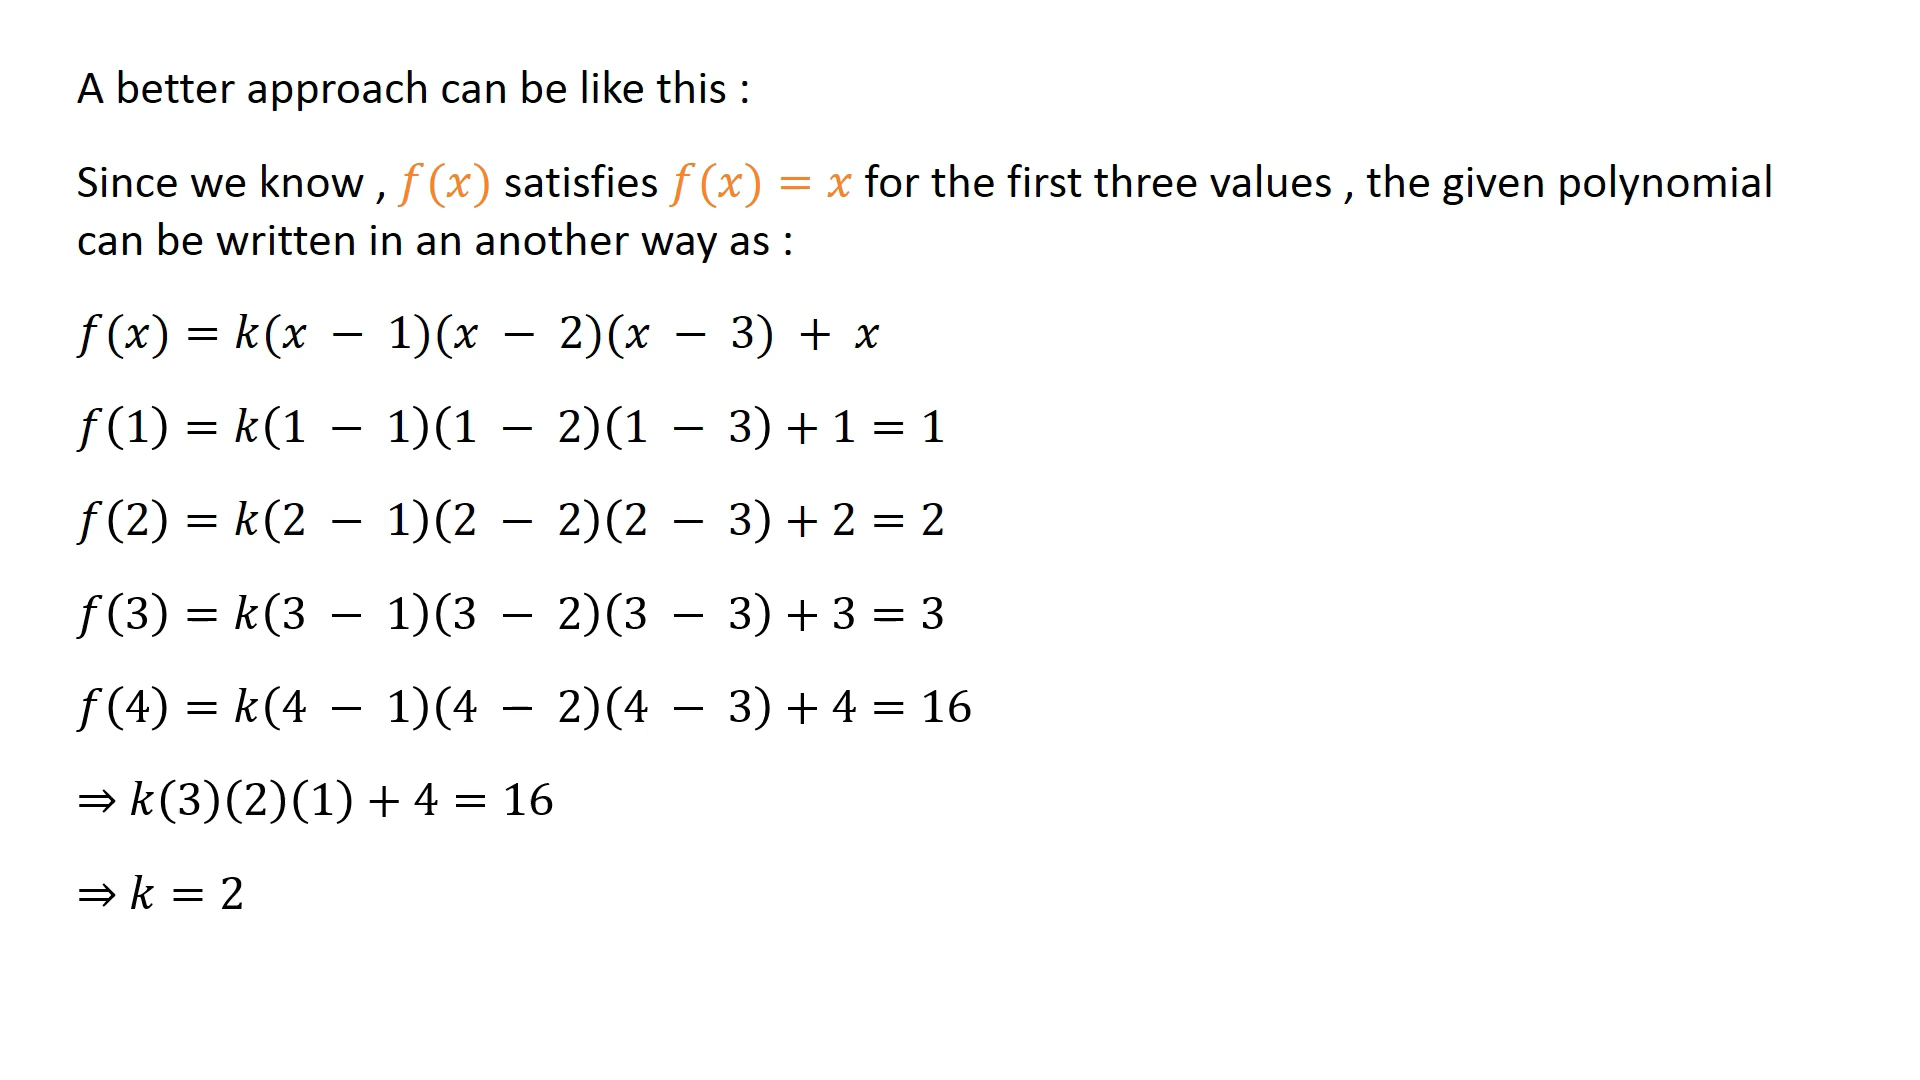 A better approach can be like this :
Since we know , f(x) satisfies f(x) = x for the first three values , the given polynomial
can be written in an another way as :
f(x) = k(x − 1)(x − 2)(x − 3) + x
f(1) = k(1 − 1)(1 − 2)(1 − 3) + 1 = 1
f(2) = k(2 − 1)(2 − 2)(2 − 3) + 2 = 2
f(3) = k(3 − 1)(3 − 2)(3 − 3) + 3 = 3
f(4) = k(4 − 1)(4 − 2)(4 − 3) + 4 = 16
⇒ k(3)(2)(1) + 4 = 16
⇒ k = 2